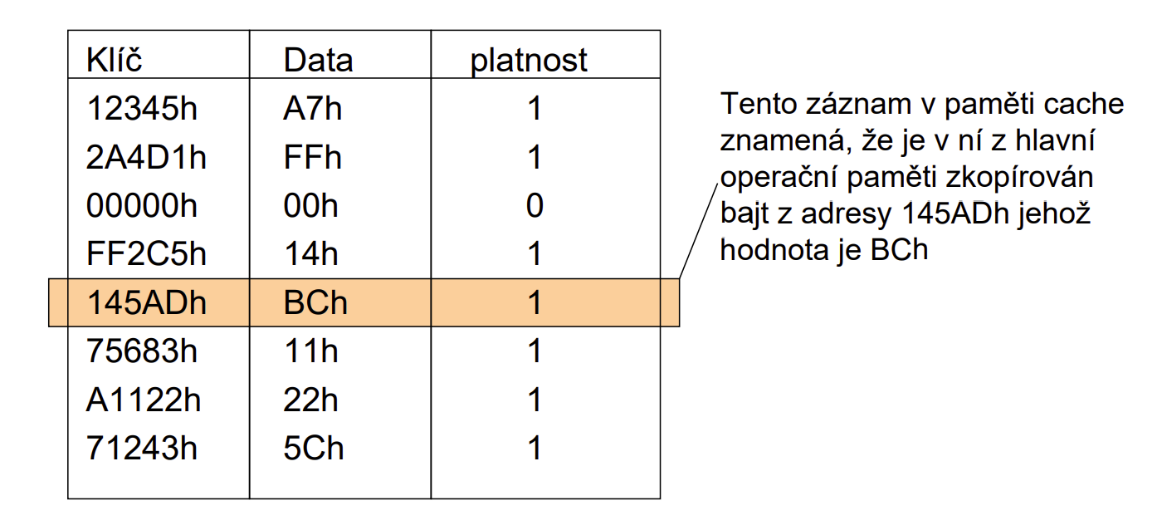 Klíč Data platnost
12345h A7h 1
2A4D1h FFh 1
00000h 00h 0
FF2C5h 14h 1
145ADh BCh 1
75683h 11h 1
A1122h 22h 1
71243h 5Ch 1
Tento záznam v paměti cache
znamená, že je v ní z hlavní
operační paměti zkopírován
bajt z adresy 145ADh jehož
hodnota je BCh